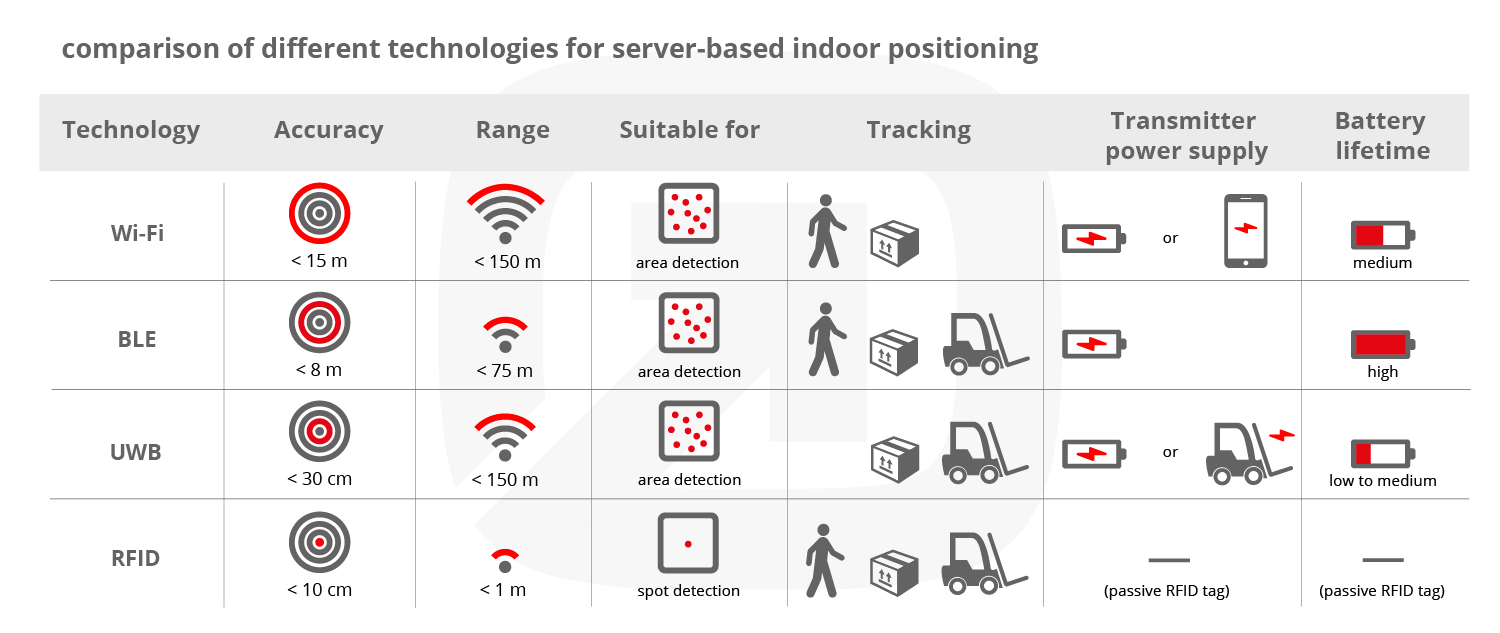 comparison of different technologies for server-based indoor positioning
Technology Accuracy Range Suitable for Tracking Transmitter power supply Battery lifetime
Wi-Fi < 15 m < 150 m area detection or medium
BLE < 8 m < 75 m area detection high
UWB < 30 cm < 150 m area detection or low to medium
RFID < 10 cm < 1 m spot detection (passive RFID tag) (passive RFID tag)